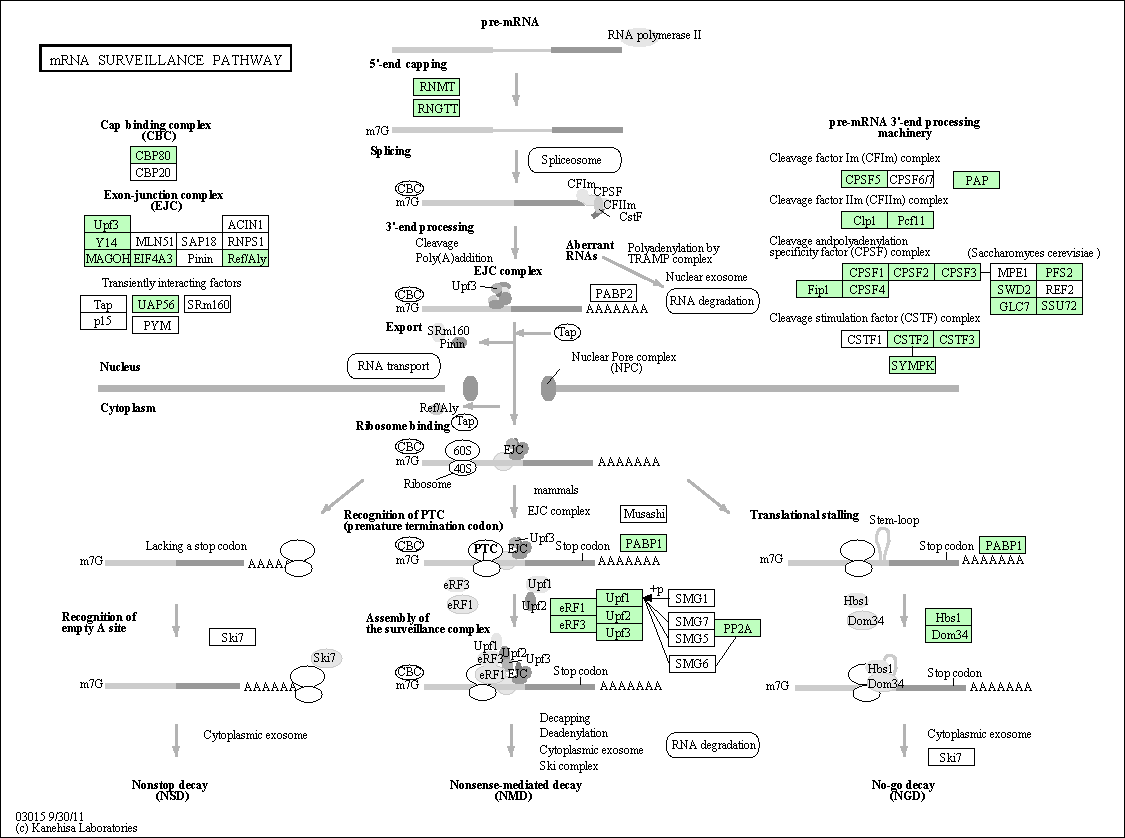 pre-mRNA
RNA polymerase II
mRNA SURVEILLANCE PATHWAY
5'-end capping
RNMT
RNGTT
m7G
Cap binding complex
(CBC)
CBP80
CBP20
Exon-junction complex
(EJC)
Upf3
ACIN1
Y14
MLN51
SAP18
RNPS1
MAGOH
EIF4A3
Pinin
Ref/Aly
Transiently interacting factors
Tap
UAP56
SRm160
p15
PYM
Splicing
Spliceosome
CBC
m7G
CFIm
CPSF
CFIIm
CstF
3'-end processing
Cleavage
Poly(A)addition
Aberrant
RNAs
Polyadenylation by
TRAMP complex
Nuclear exosome
RNA degradation
EJC complex
Upf3
CBC
m7G
PABP2
AAAAAAA
Export
SRm160
Pinin
Tap
pre-mRNA 3'-end processing
machinery
Cleavage factor Im (CFIm) complex
CPSF5
CPSF6/7
PAP
Cleavage factor IIm (CFIIm) complex
Clp1
Pcf11
Cleavage andpolyadenylation
specificity factor (CPSF) complex
(Saccharomyces cerevisiae )
CPSF1
CPSF2
CPSF3
MPE1
PFS2
Fip1
CPSF4
SWD2
REF2
GLC7
SSU72
Cleavage stimulation factor (CSTF) complex
CSTF1
CSTF2
CSTF3
SYMPK
Nucleus
RNA transport
Nuclear Pore complex
(NPC)
Cytoplasm
Ref/Aly
Tap
Ribosome binding
CBC
m7G
60S
40S
EJC
AAAAAAA
Ribosome
mammals
EJC complex
Musashi
Recognition of PTC
(premature termination codon)
Upf3
PABP1
CBC
m7G
PTC
EJC
Stop codon
AAAAAAA
Lacking a stop codon
m7G
AAAA
Translational stalling
Stem-loop
Stop codon
PABP1
m7G
AAAAAAA
eRF3
eRF1
Upf1
Upf2
eRF1
eRF3
Upf1
Upf2
Upf3
+p
SMG1
SMG7
SMG5
SMG6
PP2A
Hbs1
Dom34
Hbs1
Dom34
Recognition of
empty A site
Ski7
Ski7
m7G
AAAAAA
Assembly of
the surveillance complex
Upf1
eRF3
Upf2
Upf3
eRF1
EJC
CBC
m7G
Stop codon
AAAAAAA
Hbs1
Dom34
Stop codon
m7G
AAAAAAA
Cytoplasmic exosome
Decapping
Deadenylation
Cytoplasmic exosome
Ski complex
RNA degradation
Cytoplasmic exosome
Ski7
Nonstop decay
(NSD)
Nonsense-mediated decay
(NMD)
No-go decay
(NGD)
03015 9/30/11
(c) Kanehisa Laboratories